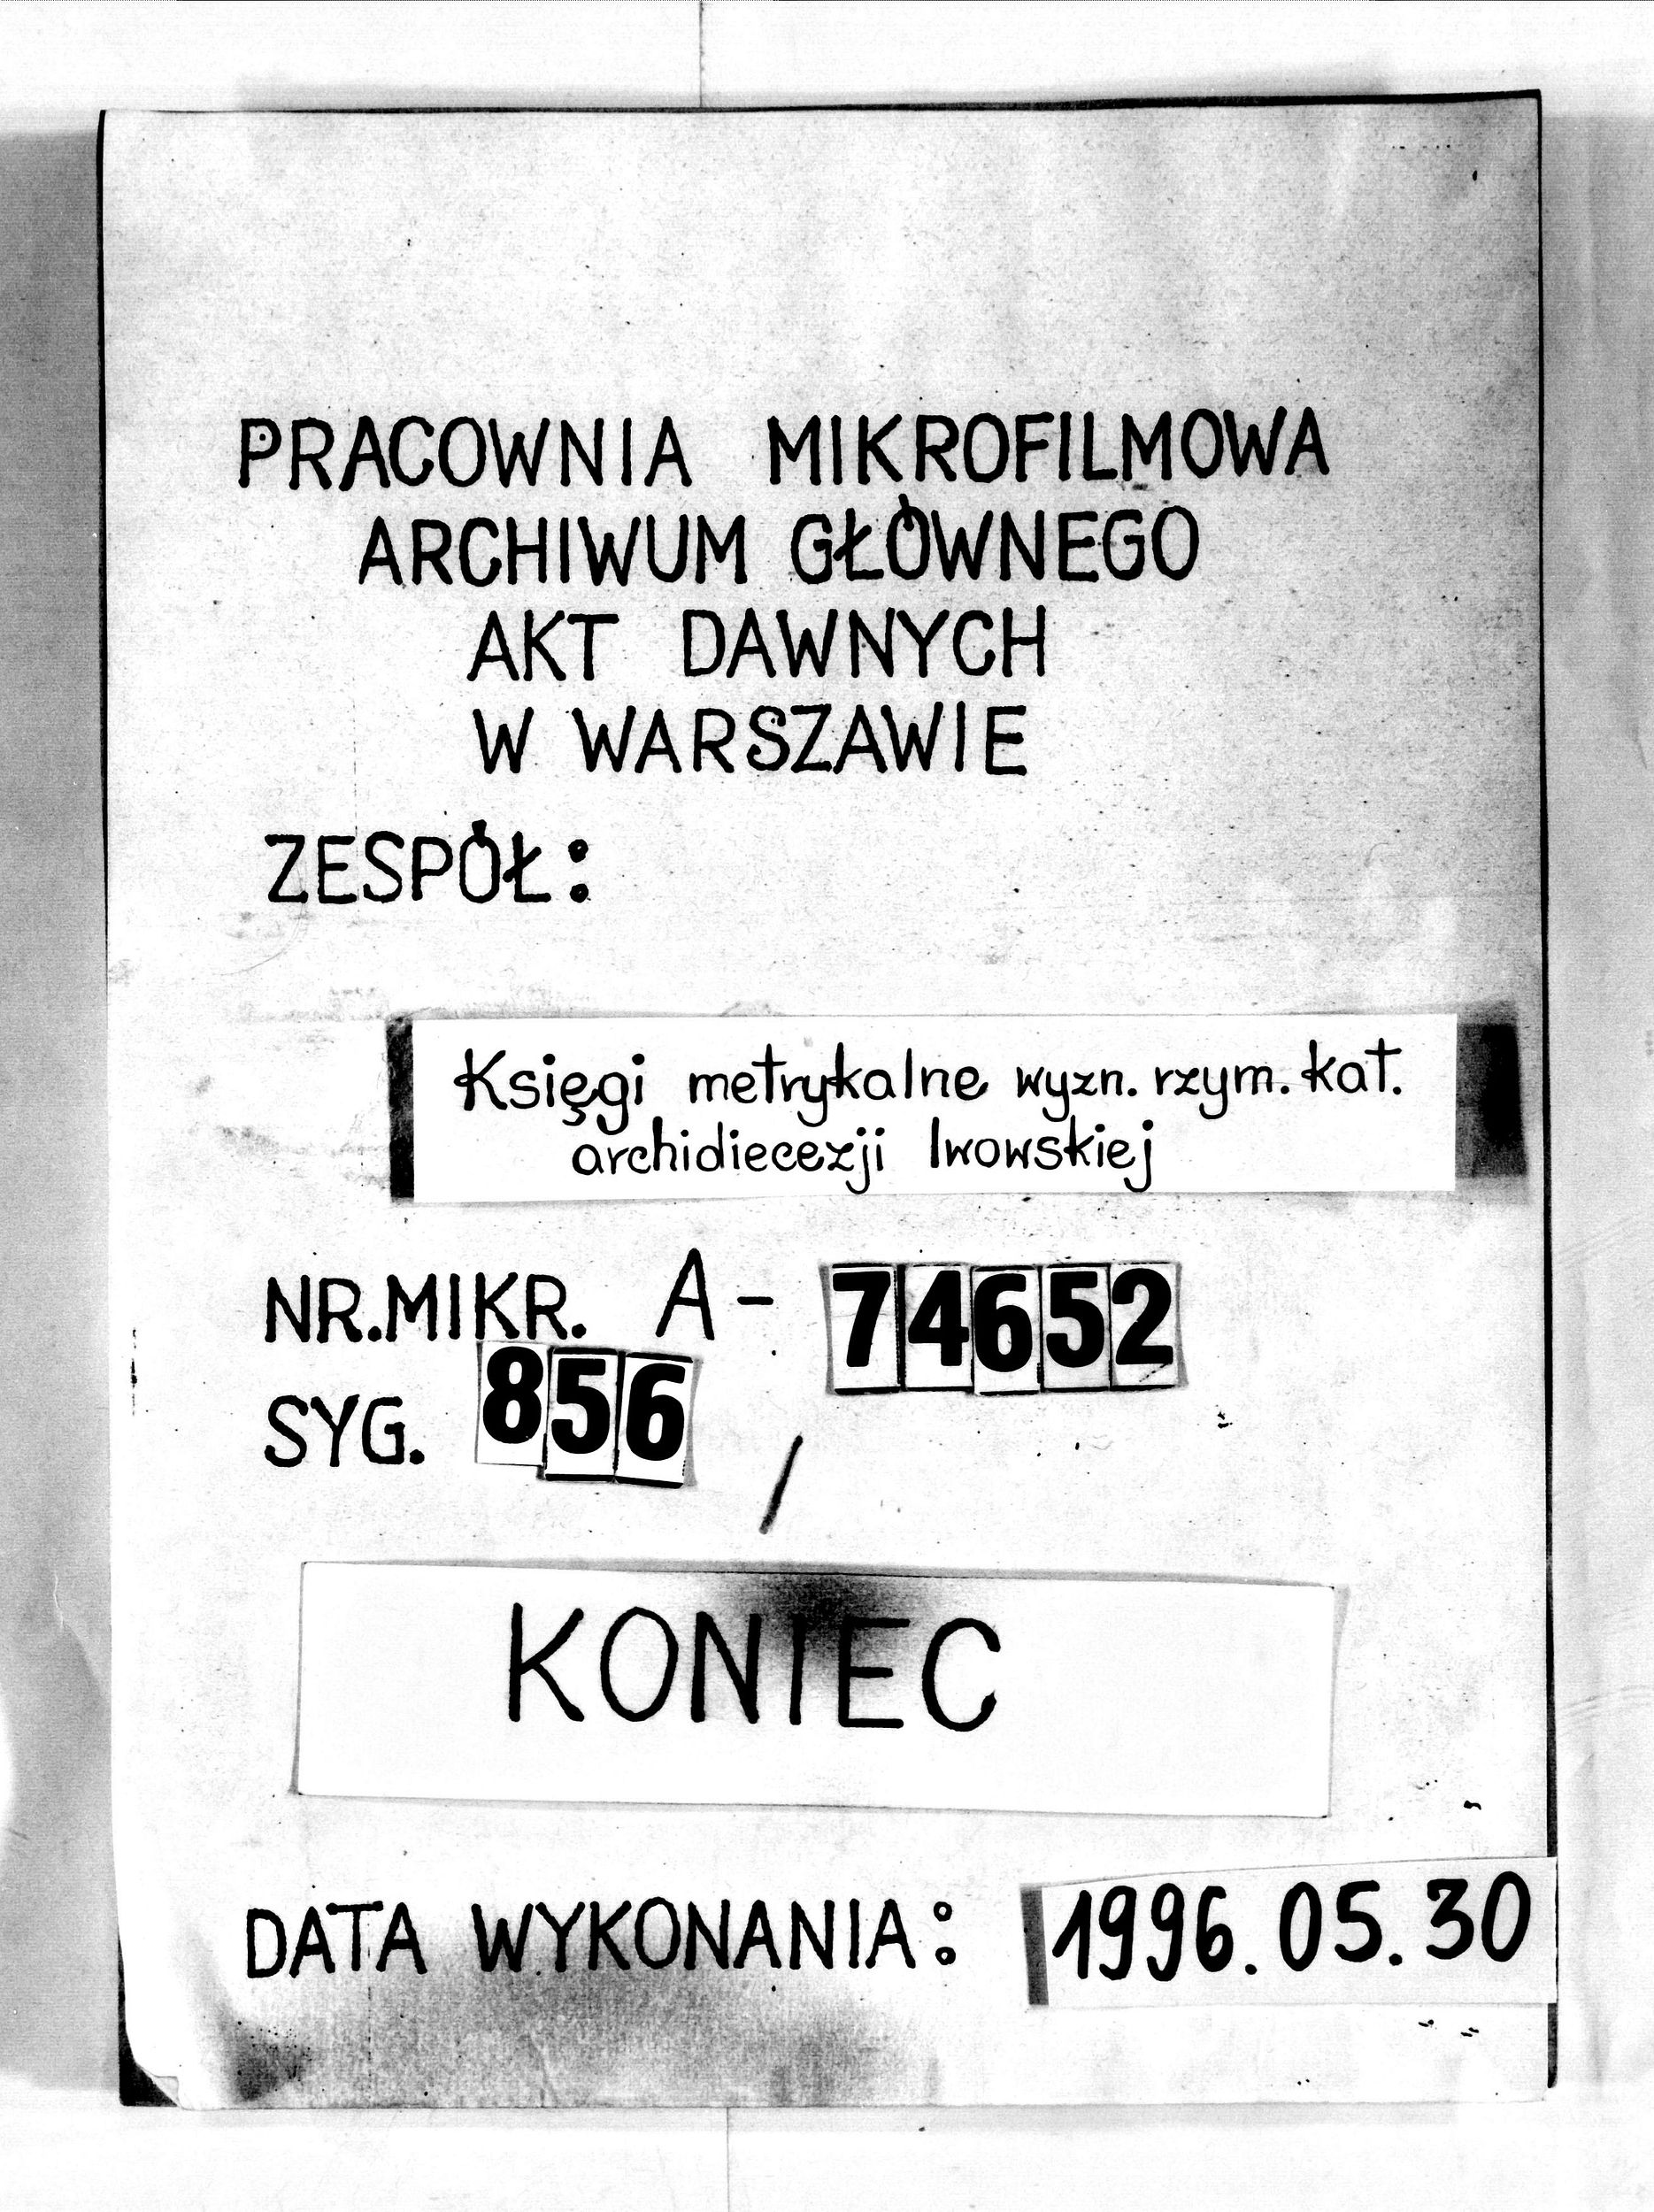 PRACOWNIA MIKROFILMOWA
ARCHIWUM GŁÓWNEGO
AKT DAWNYCH
W WARSZAWIE
ZESPÓŁ:
Księgi metrykalne wyzn. rzym. kat.
archidiecezji lwowskiej
NR.MIKR. A- 74652
SYG. 856 /
KONIEC
DATA WYKONANIA: 1996.05.30